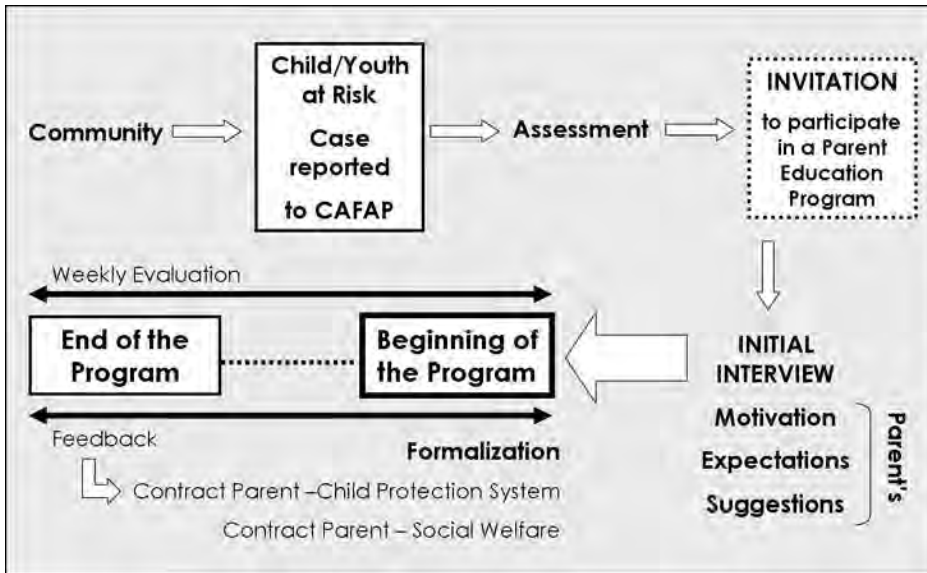 Community
Child/Youth
at Risk
Case
reported
to CAFAP
Assessment
INVITATION
to participate
in a Parent
Education
Program
Weekly Evaluation
End of the
Program
Beginning of
the Program
INITIAL
INTERVIEW
Motivation
Expectations
Suggestions
Parent's
Feedback
Formalization
Contract Parent –Child Protection System
Contract Parent – Social Welfare